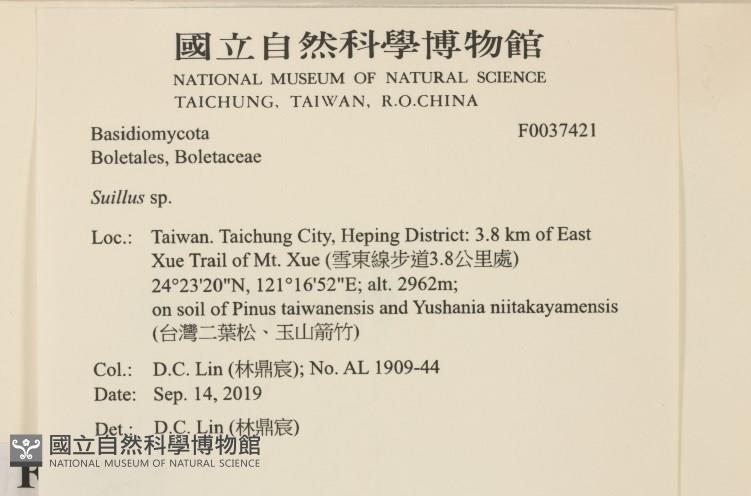 國立自然科學博物館
NATIONAL MUSEUM OF NATURAL SCIENCE
TAICHUNG, TAIWAN, R.O.CHINA
Basidiomycota F0037421
Boletales, Boletaceae
Suillus sp.
Loc.: Taiwan. Taichung City, Heping District: 3.8 km of East
Xue Trail of Mt. Xue (雪東線步道3.8公里處)
24°23'20"N, 121°16'52"E; alt. 2962m;
on soil of Pinus taiwanensis and Yushania niitakayamensis
(台灣二葉松、玉山箭竹)
Col.: D.C. Lin (林鼎宸); No. AL 1909-44
Date: Sep. 14, 2019
Det.: D.C. Lin (林鼎宸)
國立自然科學博物館
NATIONAL MUSEUM OF NATURAL SCIENCE
F